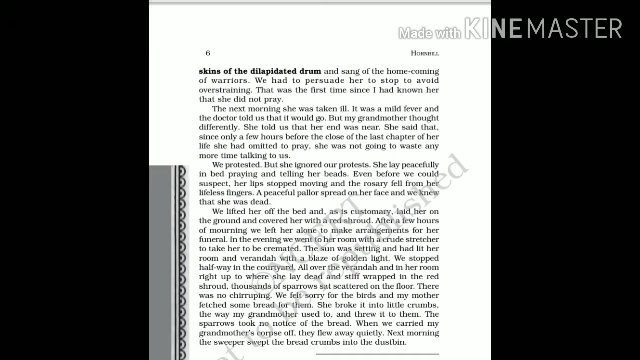 Made with KINEMASTER
6 HORNBILL
skins of the dilapidated drum and sang of the home-coming
of warriors. We had to persuade her to stop to avoid
overstraining. That was the first time since I had known her
that she did not pray.
The next morning she was taken ill. It was a mild fever and
the doctor told us that it would go. But my grandmother thought
differently. She told us that her end was near. She said that,
since only a few hours before the close of the last chapter of her
life she had omitted to pray, she was not going to waste any
more time talking to us.
We protested. But she ignored our protests. She lay peacefully
in bed praying and telling her beads. Even before we could
suspect, her lips stopped moving and the rosary fell from her
lifeless fingers. A peaceful pallor spread on her face and we knew
that she was dead.
We lifted her off the bed and, as is customary, laid her on
the ground and covered her with a red shroud. After a few hours
of mourning we left her alone to make arrangements for her
funeral. In the evening we went to her room with a crude stretcher
to take her to be cremated. The sun was setting and had lit her
room and verandah with a blaze of golden light. We stopped
half-way in the courtyard. All over the verandah and in her room
right up to where she lay dead and stiff wrapped in the red
shroud, thousands of sparrows sat scattered on the floor. There
was no chirruping. We felt sorry for the birds and my mother
fetched some bread for them. She broke it into little crumbs,
the way my grandmother used to, and threw it to them. The
sparrows took no notice of the bread. When we carried my
grandmother's corpse off, they flew away quietly. Next morning
the sweeper swept the bread crumbs into the dustbin.